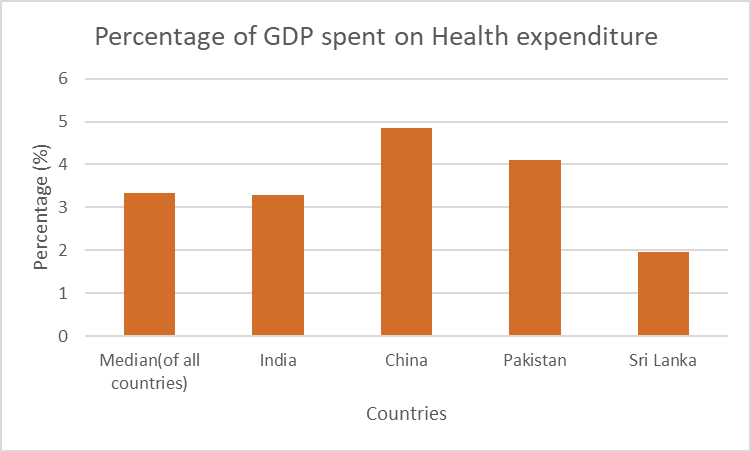 Percentage of GDP spent on Health expenditure
Percentage (%)
6
5
4
3
2
1
0
Median(of all
countries)
India
China
Pakistan
Sri Lanka
Countries